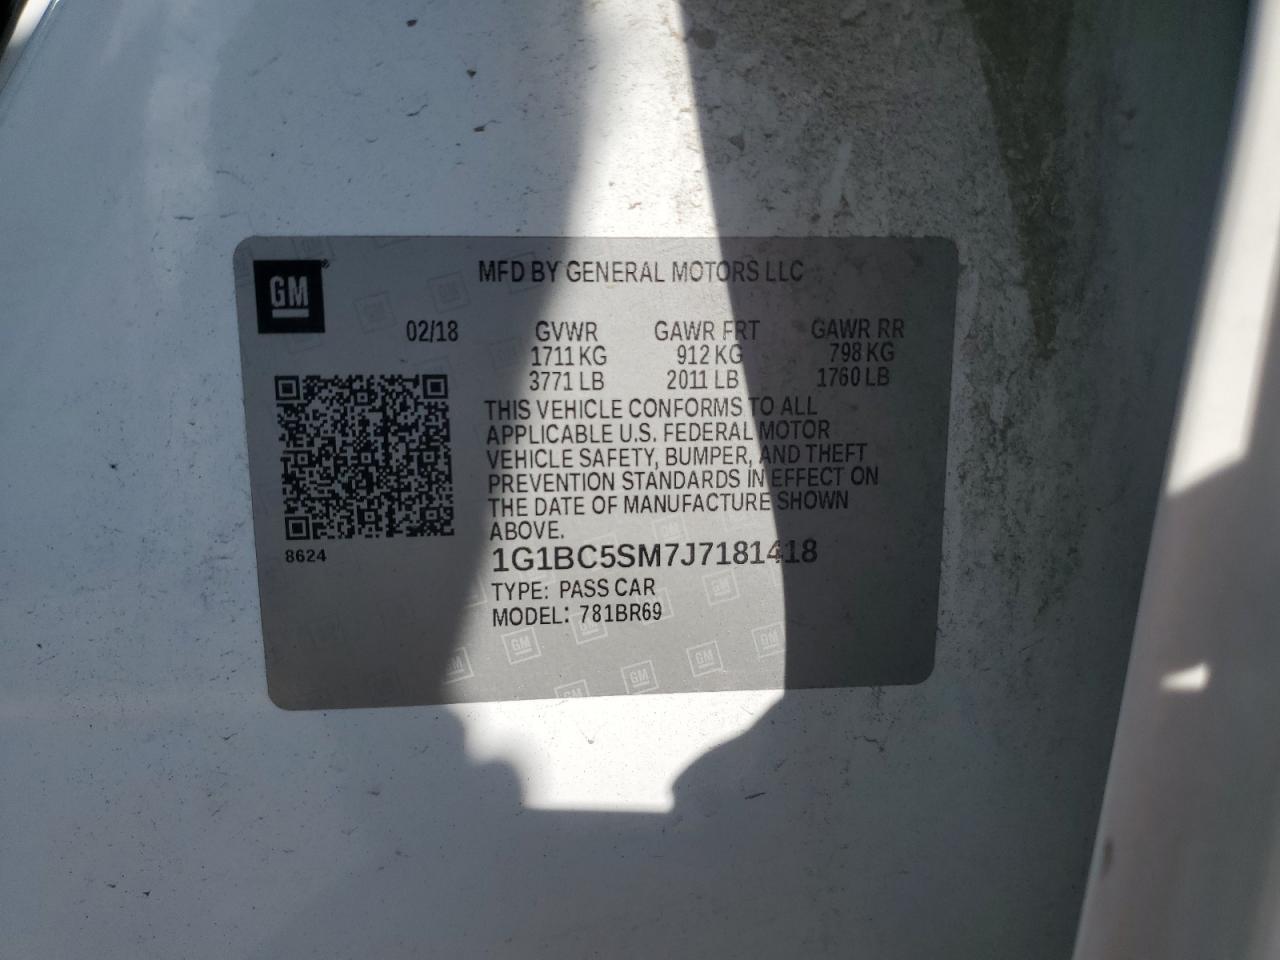 GM®
MFD BY GENERAL MOTORS LLC
02/18 GVWR GAWR FRT GAWR RR
1711 KG 912 KG 798 KG
3771 LB 2011 LB 1760 LB
THIS VEHICLE CONFORMS TO ALL
APPLICABLE U.S. FEDERAL MOTOR
VEHICLE SAFETY, BUMPER, AND THEFT
PREVENTION STANDARDS IN EFFECT ON
THE DATE OF MANUFACTURE SHOWN
ABOVE.
8624
1G1BC5SM7J7181418
TYPE: PASS CAR
MODEL: 781BR69